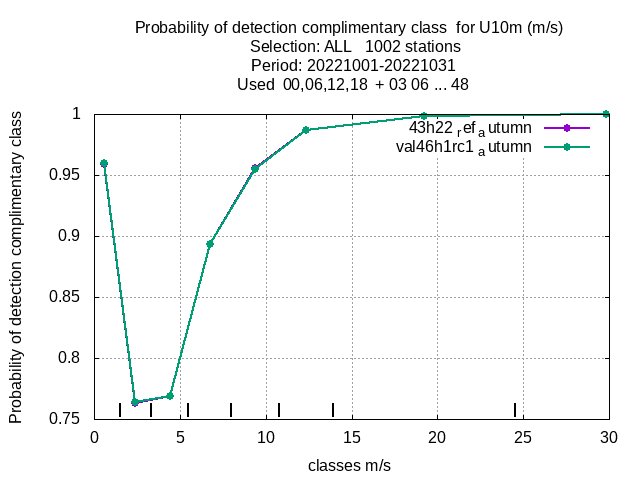 Probability of detection complimentary class  for U10m (m/s)
Selection: ALL   1002 stations
Period: 20221001-20221031
Used  00,06,12,18  + 03 06 ... 48
Probability of detection complimentary class
1
0.95
0.9
0.85
0.8
0.75
43h22 ref a utumn
val46h1rc1 a utumn
0 5 10 15 20 25 30
classes m/s